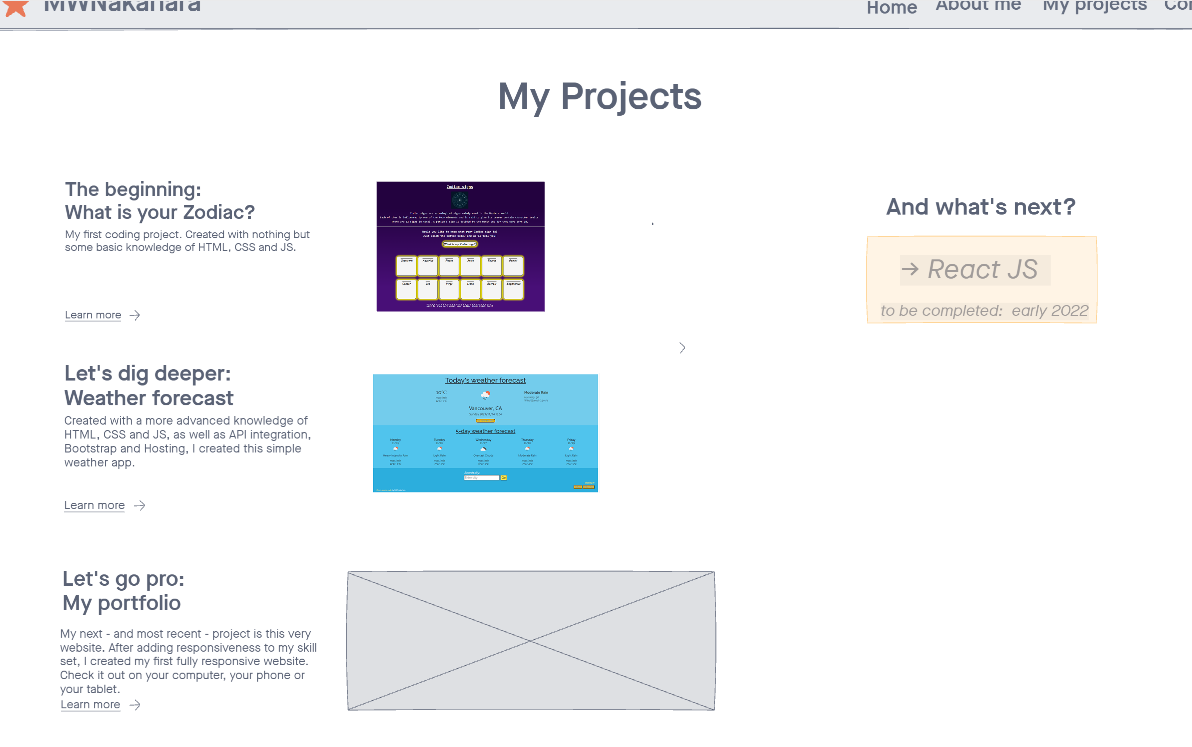 MWNakahara
Home About me My projects
My Projects
The beginning:
What is your Zodiac?
My first coding project. Created with nothing but
some basic knowledge of HTML, CSS and JS.
Learn more
Zodiac signs
And what's next?
→ React JS
to be completed: early 2022
Let's dig deeper:
Weather forecast
Created with a more advanced knowledge of
HTML, CSS and JS, as well as API integration,
Bootstrap and Hosting, I created this simple
weather app.
Learn more
Today's weather forecast
Vancouver, CA
Let's go pro:
My portfolio
My next - and most recent - project is this very
website. After adding responsiveness to my skill
set, I created my first fully responsive website.
Check it out on your computer, your phone or
your tablet.
Learn more